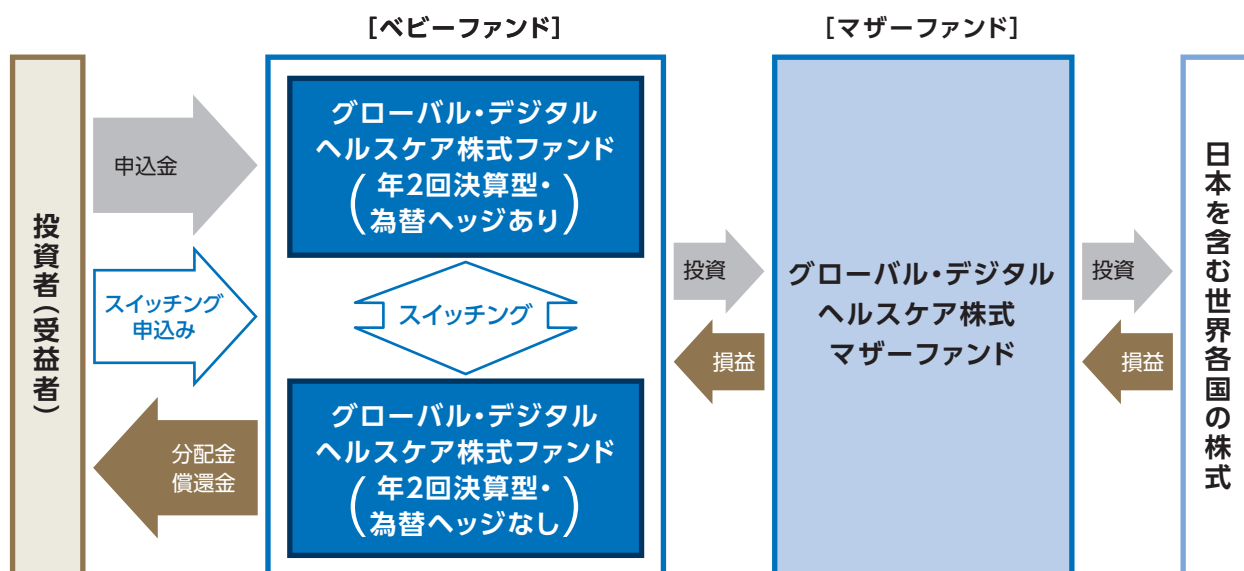 [ベビーファンド]
[マザーファンド]
投資者(受益者)
申込金
スイッチング
申込み
分配金
償還金
グローバル・デジタル
ヘルスケア株式ファンド
(年2回決算型・
為替ヘッジあり)
スイッチング
グローバル・デジタル
ヘルスケア株式ファンド
(年2回決算型・
為替ヘッジなし)
投資
損益
グローバル・デジタル
ヘルスケア株式
マザーファンド
投資
損益
日本を含む世界各国の株式